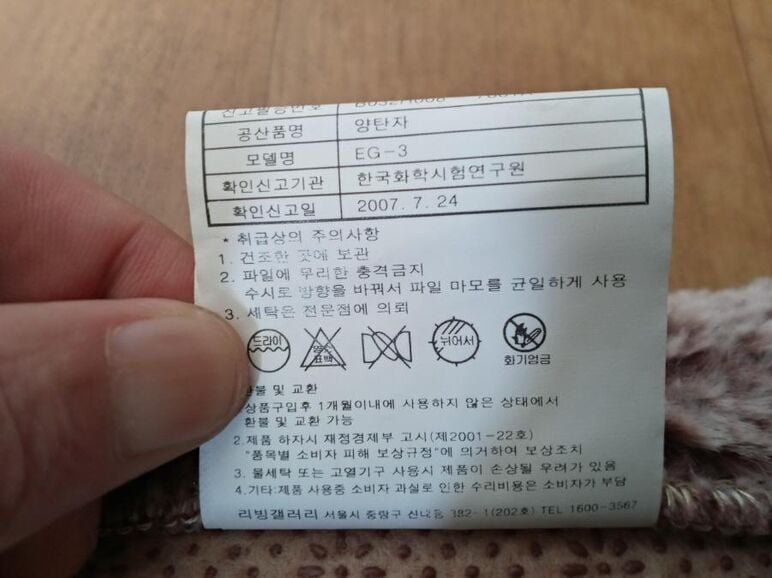 공산품명 양탄자
모델명 EG-3
확인신고기관 한국화학시험연구원
확인신고일 2007. 7. 24
* 취급상의 주의사항
1. 건조한 곳에 보관
2. 파일에 무리한 충격금지
수시로 방향을 바꿔서 파일 마모를 균일하게 사용
3. 세탁은 전문점에 의뢰
드라이 염소 표백 뉘어서
화기엄금
환불 및 교환
상품구입후 1개월이내에 사용하지 않은 상태에서
환불 및 교환 가능
2. 제품 하자시 재정경제부 고시(제2001-22호)
"품목별 소비자 피해 보상규정"에 의거하여 보상조치
3. 물세탁 또는 고열기구 사용시 제품이 손상될 우려가 있음
4. 기타:제품 사용중 소비자 과실로 인한 수리비용은 소비자가 부담
리빙갤러리 서울시 중랑구 신내동 382-1(202호) TEL 1600-3567